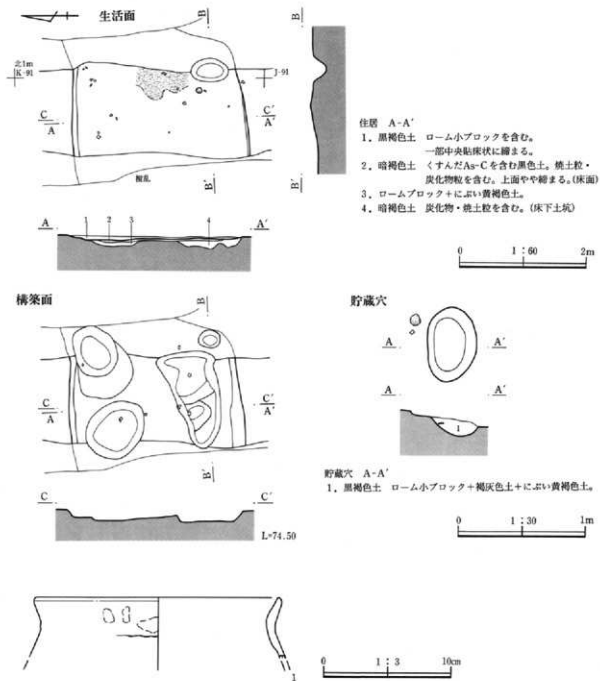 生活面
B
北1m
K-91
J-91
C
A
C′
A′
撹乱
B′
B
B′
住居 A-A′
1．黒褐色土 ローム小ブロックを含む。
一部中央貼床状に締まる。
2．暗褐色土 くすんだAs-Cを含む黒色土。焼土粒・
炭化物粒を含む。上面やや締まる。(床面)
3．ロームブロック＋にぶい黄褐色土。
4．暗褐色土 炭化物・焼土粒を含む。(床下土坑)
A
1
2
3
4
A′
0
1：60
2m
構築面
B
C
A
C′
A′
B′
C
C′
L=74.50
貯蔵穴
A
A′
A
A′
1
貯蔵穴 A-A′
1．黒褐色土 ローム小ブロック＋褐灰色土＋にぶい黄褐色土。
0
1：30
1m
1
0
1：3
10cm